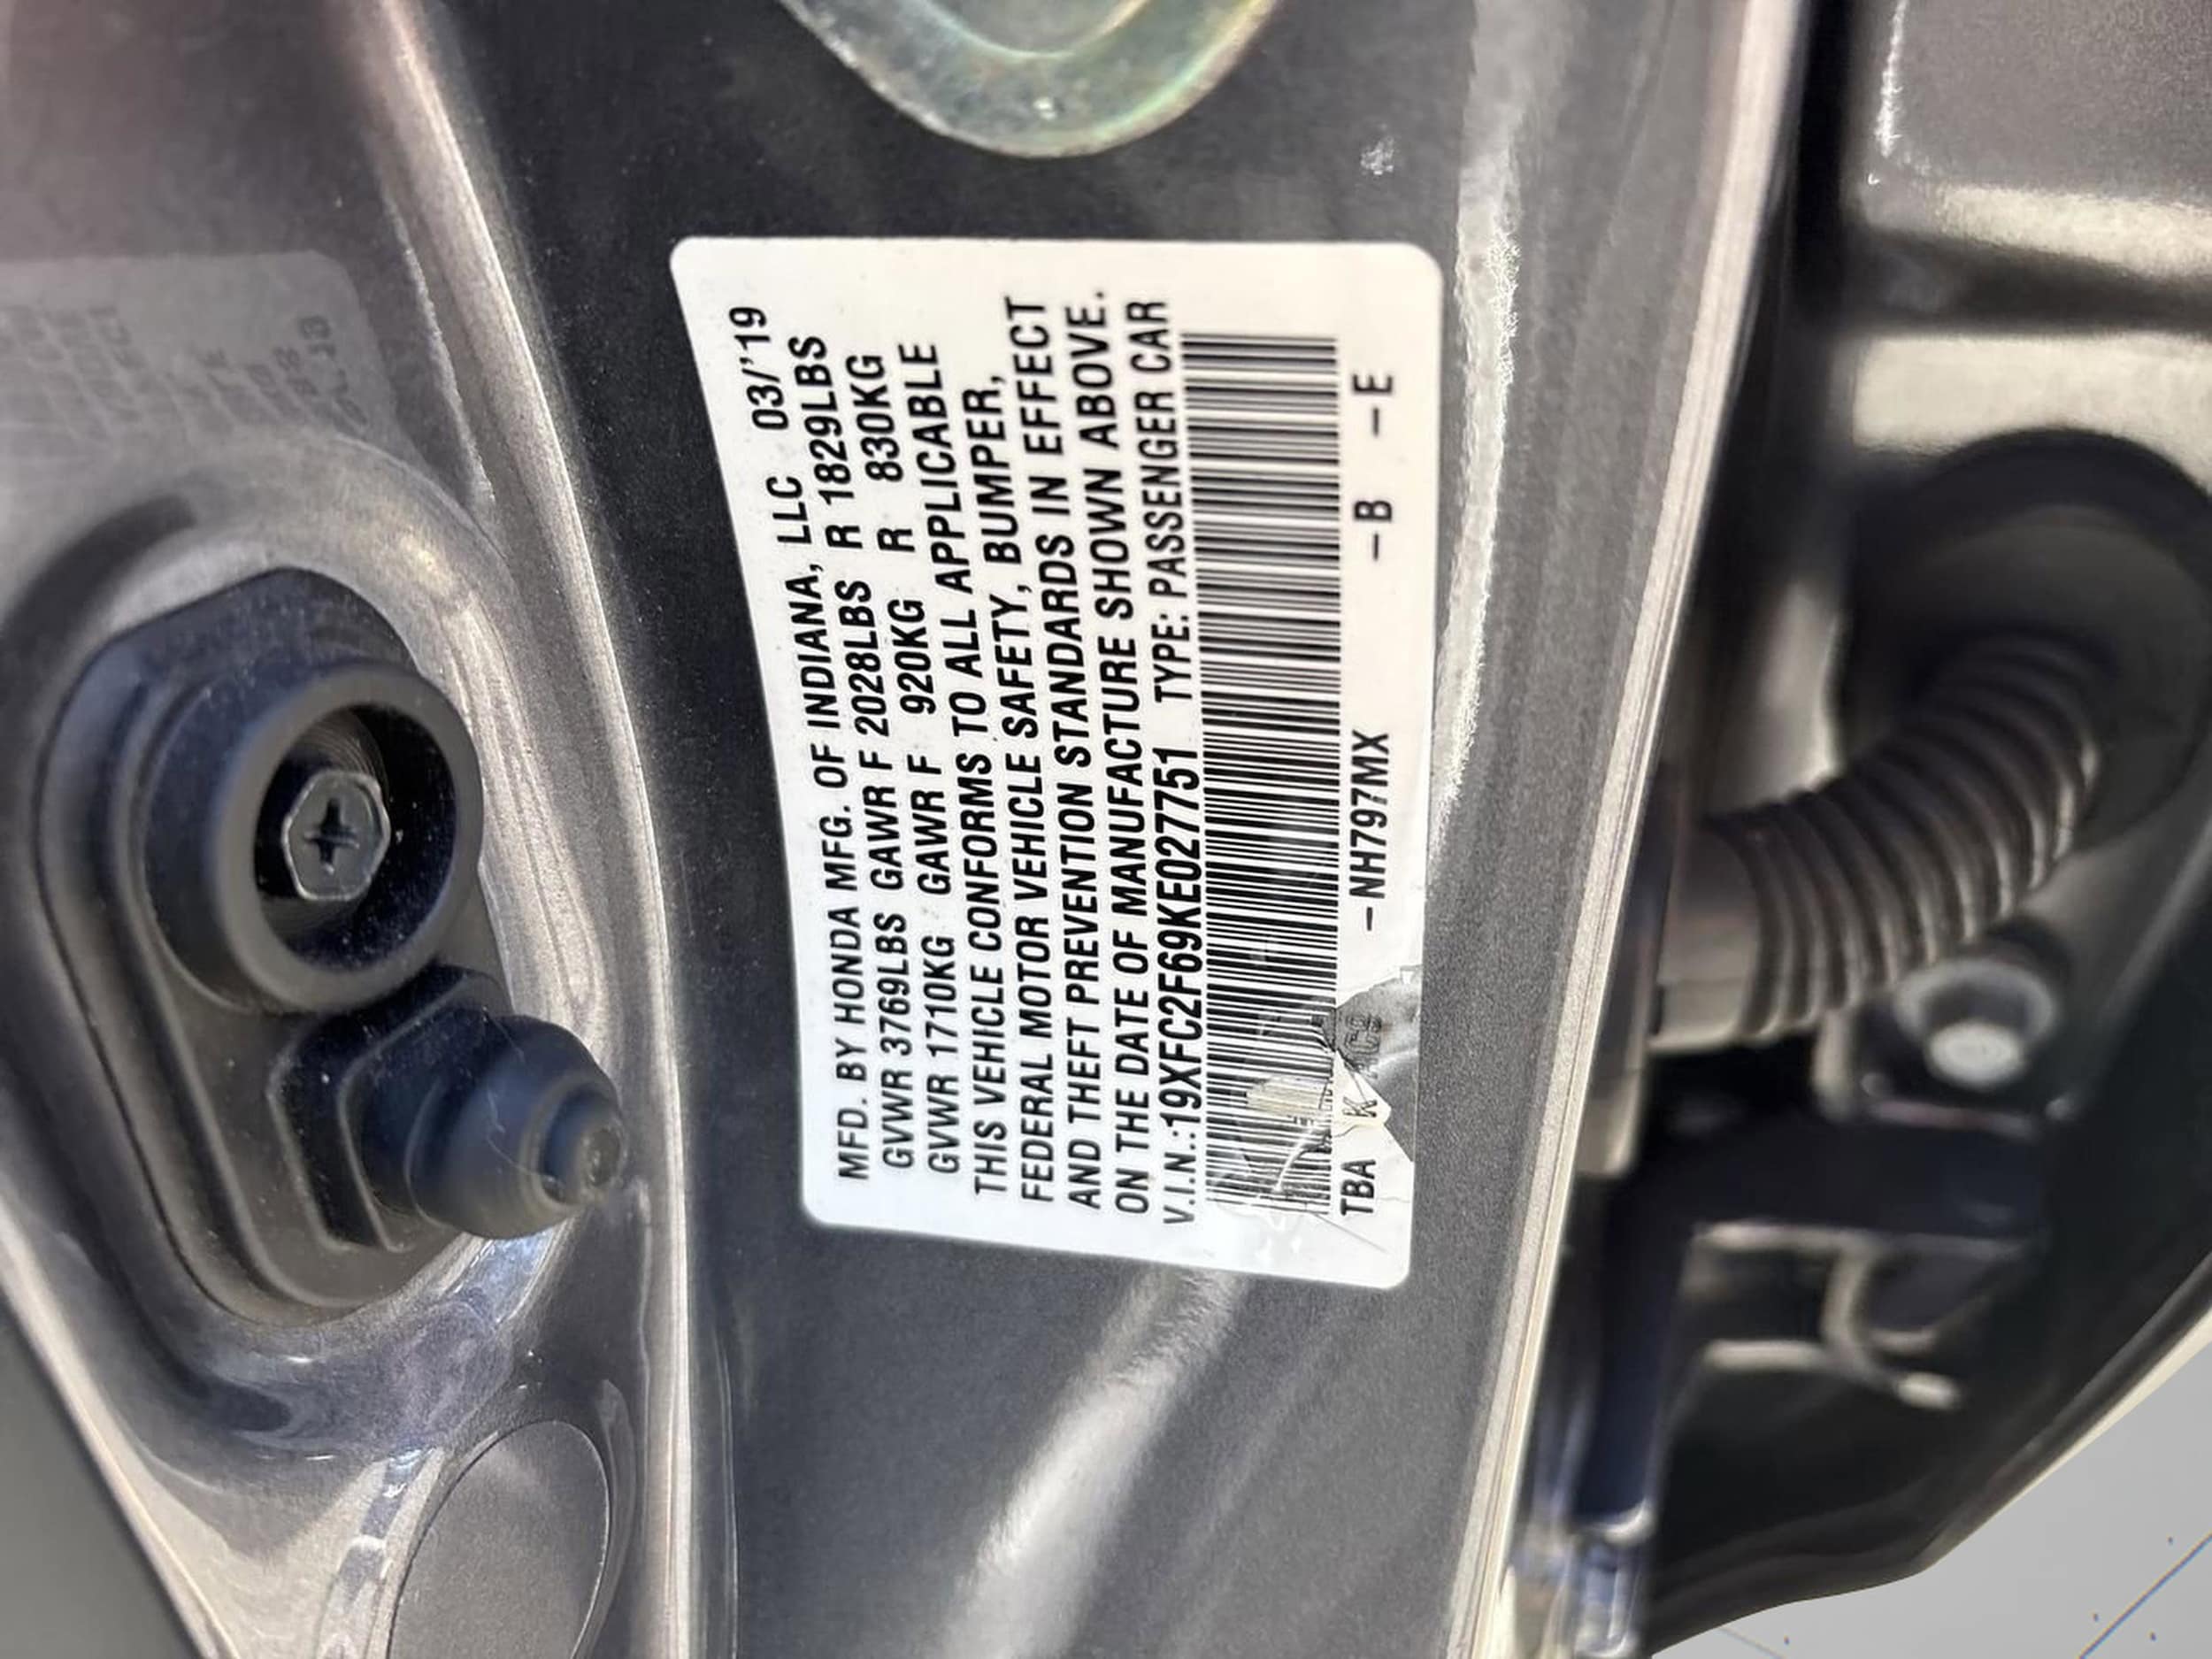 MFD. BY HONDA MFG. OF INDIANA, LLC 03/'19
GVWR 3769LBS GAWR F 2028LBS R 1829LBS
GVWR 1710KG GAWR F 920KG R 830KG
THIS VEHICLE CONFORMS TO ALL APPLICABLE
FEDERAL MOTOR VEHICLE SAFETY, BUMPER,
AND THEFT PREVENTION STANDARDS IN EFFECT
ON THE DATE OF MANUFACTURE SHOWN ABOVE.
V.I.N.:19XFC2F69KE027751 TYPE: PASSENGER CAR
TBA K –NH797MX –B –E